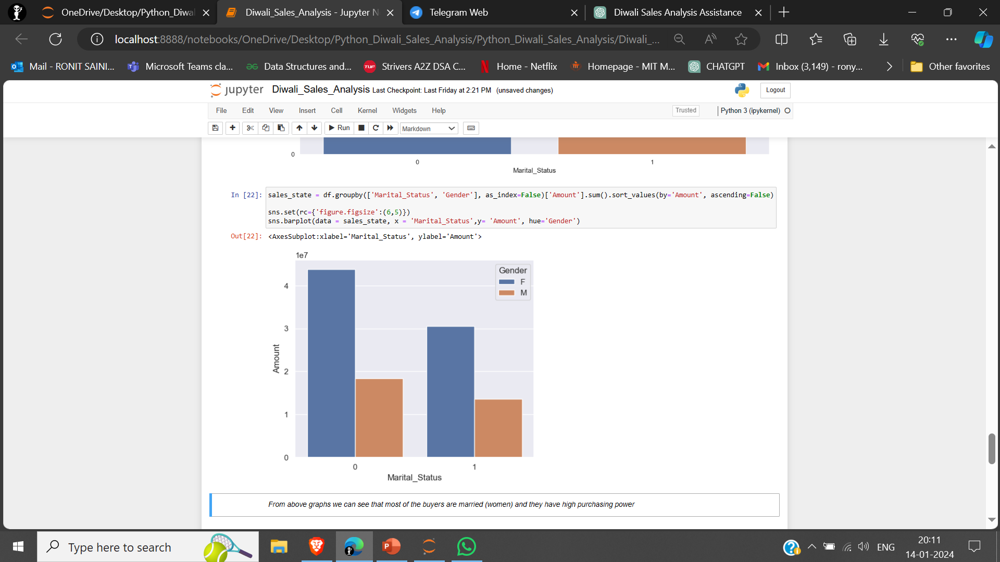 OneDrive/Desktop/Python_Diwal
Diwali_Sales_Analysis - Jupyter N
Telegram Web
Diwali Sales Analysis Assistance
localhost:8888/notebooks/OneDrive/Desktop/Python_Diwali_Sales_Analysis/Python_Diwali_Sales_Analysis/Diwali_...
Mail - RONIT SAINI...
Microsoft Teams cla...
Data Structures and...
TUF
Strivers A2Z DSA C...
Home - Netflix
Homepage - MIT M...
CHATGPT
Inbox (3,149) - rony...
Other favorites
jupyter Diwali_Sales_Analysis Last Checkpoint: Last Friday at 2:21 PM (unsaved changes)
Logout
File Edit View Insert Cell Kernel Widgets Help
Trusted
Python 3 (ipykernel)
Run
Markdown
0
0 1
Marital_Status
In [22]: sales_state = df.groupby(['Marital_Status', 'Gender'], as_index=False)['Amount'].sum().sort_values(by='Amount', ascending=False)
sns.set(rc={'figure.figsize':(6,5)})
sns.barplot(data = sales_state, x = 'Marital_Status',y= 'Amount', hue='Gender')
Out[22]: <AxesSubplot:xlabel='Marital_Status', ylabel='Amount'>
1e7
Gender
F
M
4
3
2
1
0
Amount
0 1
Marital_Status
From above graphs we can see that most of the buyers are married (women) and they have high purchasing power
Type here to search
ENG
20:11
14-01-2024